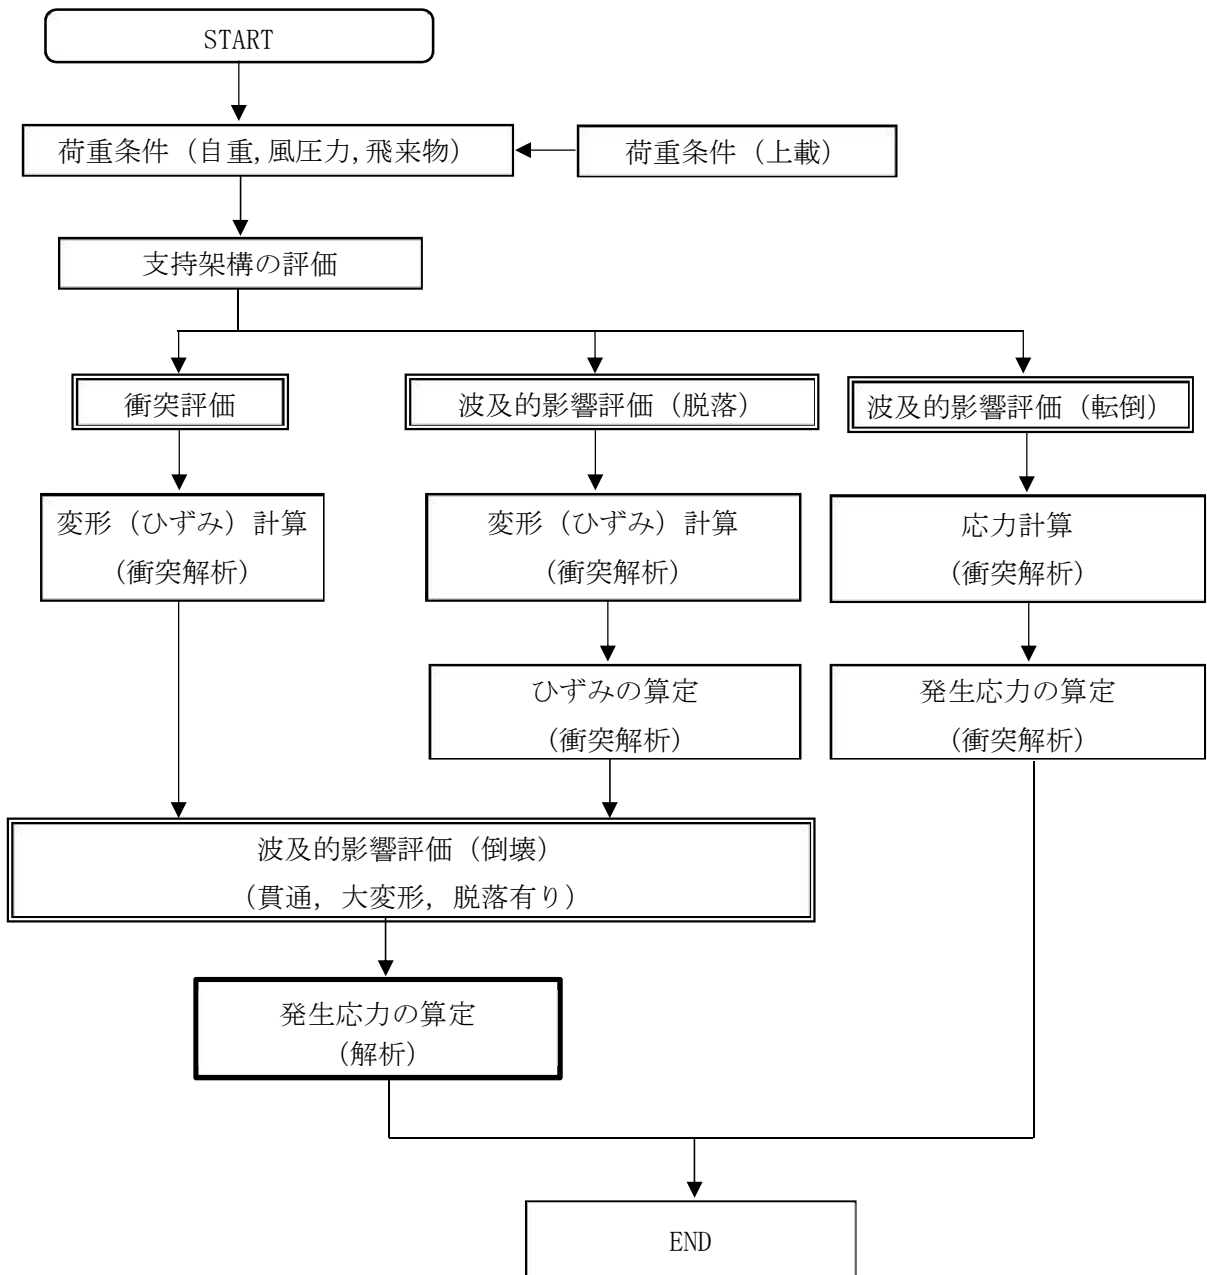 START
荷重条件（自重,風圧力,飛来物）
荷重条件（上載）
支持架構の評価
衝突評価
波及的影響評価（脱落）
波及的影響評価（転倒）
変形（ひずみ）計算
（衝突解析）
変形（ひずみ）計算
（衝突解析）
応力計算
（衝突解析）
ひずみの算定
（衝突解析）
発生応力の算定
（衝突解析）
波及的影響評価（倒壊）
（貫通，大変形，脱落有り）
発生応力の算定
（解析）
END